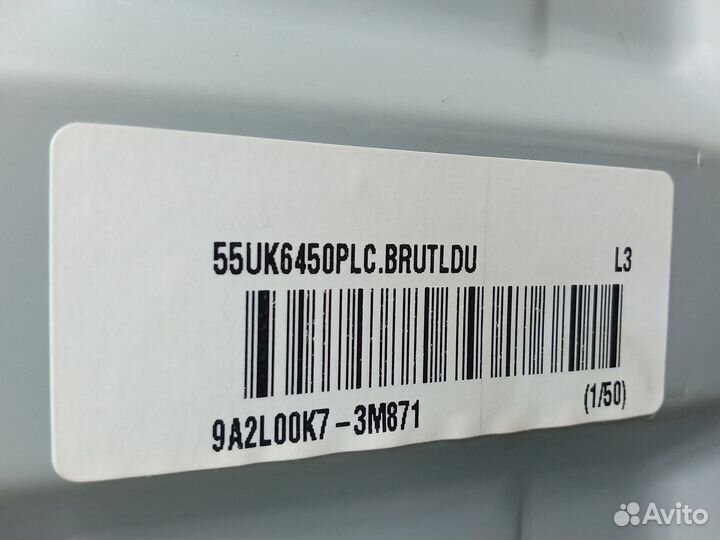 55UK6450PLC.BRUTLDU L3
9A2L00K7-3M871 (1/50)
Avito